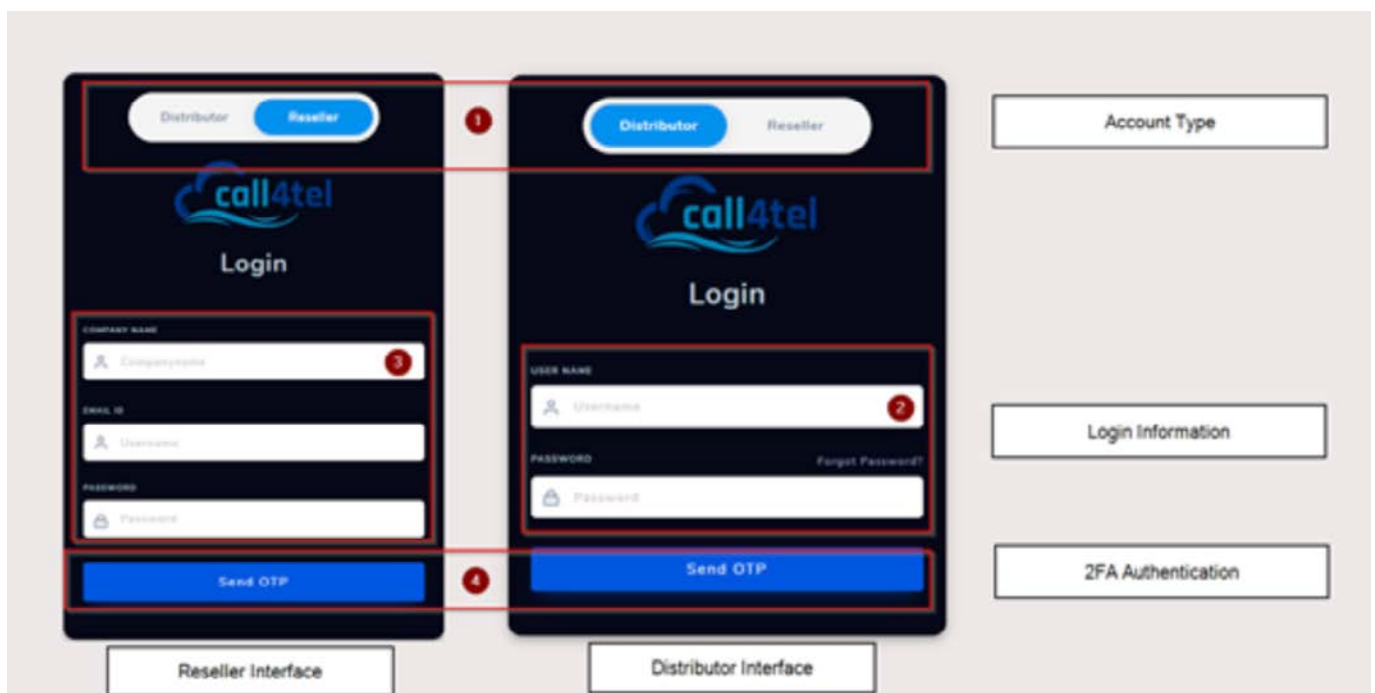 Distributor
Reseller
1
Distributor
Reseller
Account Type
call4tel
call4tel
Login
Login
COMPANY NAME
Companyname
3
EMAIL ID
Username
PASSWORD
Password
USER NAME
Username
2
PASSWORD
Forgot Password?
Password
Login Information
Send OTP
4
Send OTP
2FA Authentication
Reseller Interface
Distributor Interface